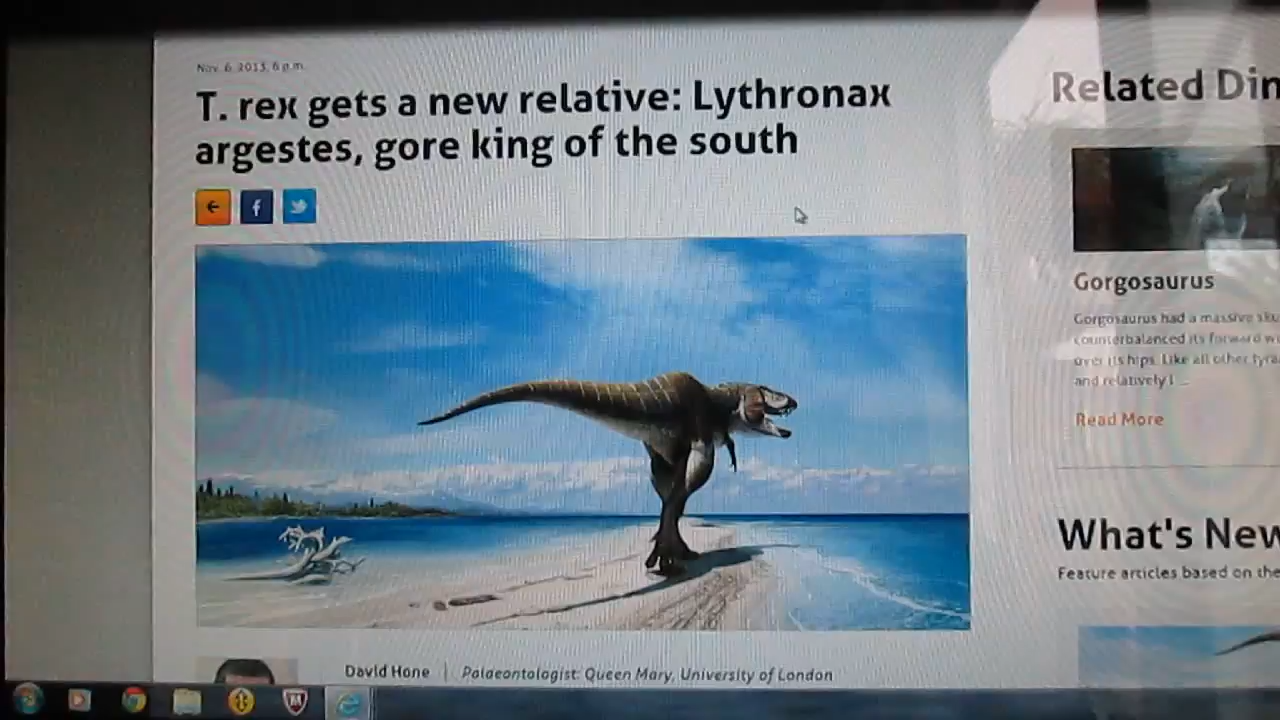 Nov. 6, 2013, 6 p.m.
T. rex gets a new relative: Lythronax
argestes, gore king of the south
David Hone | Palaeontologist: Queen Mary, University of London
Related Din
Gorgosaurus
Gorgosaurus had a massive sku
counterbalanced its forward w
over its hips. Like all other tyra
and relatively l ...
Read More
What's New
Feature articles based on the